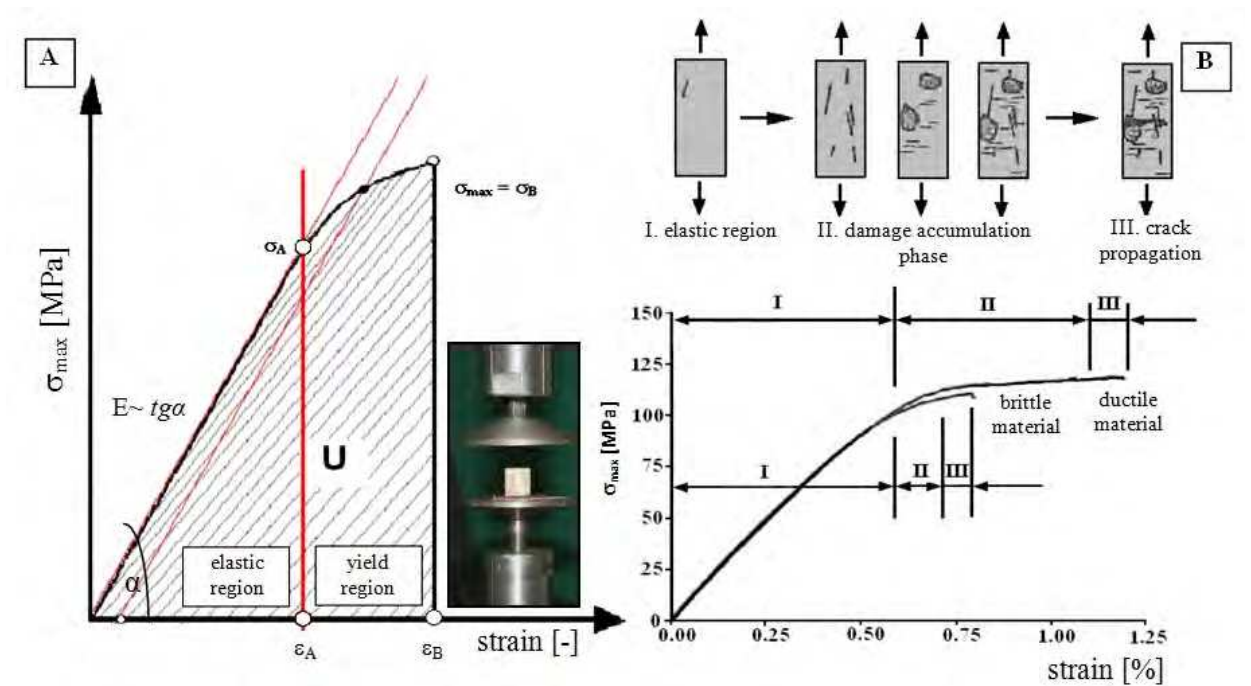 A
σmax [MPa]
σA
σmax = σB
E~ tgα
U
α
elastic
region
yield
region
εA
εB
strain [-]
B
I. elastic region
II. damage accumulation
phase
III. crack
propagation
150
125
100
75
50
25
0
σmax [MPa]
I
II
III
brittle
material
ductile
material
I
II
III
0.00
0.25
0.50
0.75
1.00
1.25
strain [%]